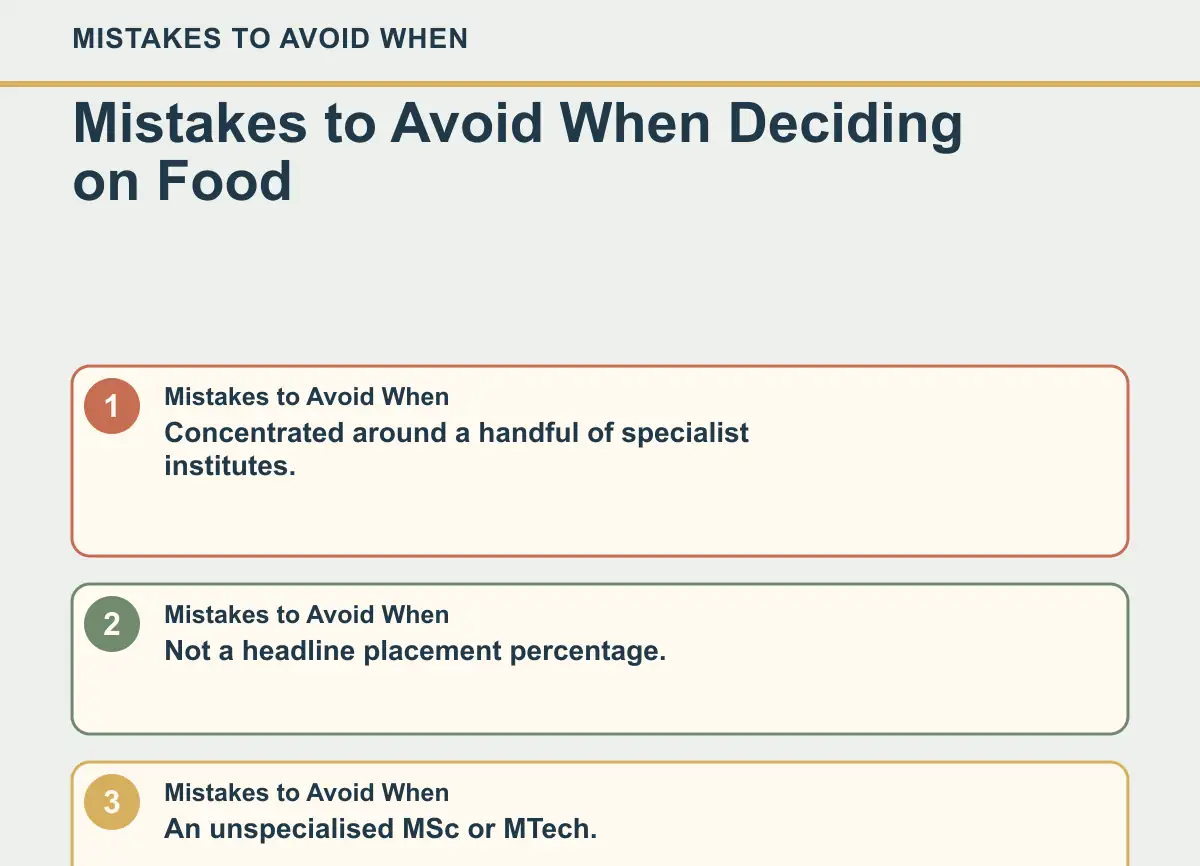 MISTAKES TO AVOID WHEN
Mistakes to Avoid When Deciding
on Food
1
Mistakes to Avoid When
Concentrated around a handful of specialist
institutes.
2
Mistakes to Avoid When
Not a headline placement percentage.
3
Mistakes to Avoid When
An unspecialised MSc or MTech.